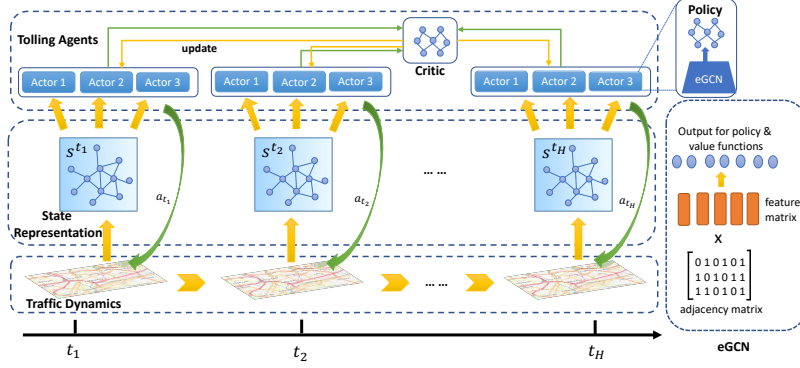 Policy
Tolling Agents
update
Critic
Actor 1 Actor 2 Actor 3
Actor 1 Actor 2 Actor 3
Actor 1 Actor 2 Actor 3
eGCN
S^{t_1}
S^{t_2}
S^{t_H}
... ...
a_{t_1}
a_{t_2}
a_{t_H}
State
Representation
Output for policy &
value functions
feature
matrix
X
0 1 0 1 0 1
1 0 1 0 1 1
1 1 0 1 0 1
adjacency matrix
eGCN
Traffic Dynamics
... ...
t_1
t_2
t_H